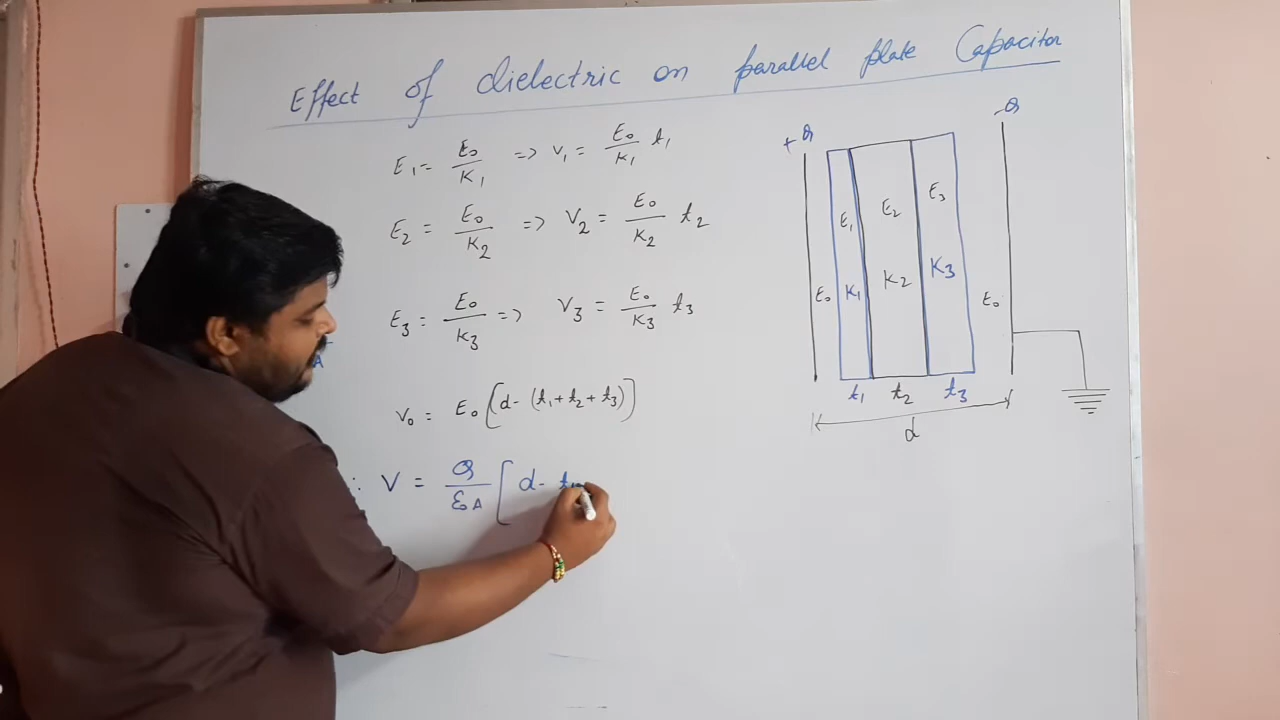 Effect of dielectric on parallel plate Capacitor
E₁ = E₀/K₁ => V₁ = E₀/K₁ t₁
E₂ = E₀/K₂ => V₂ = E₀/K₂ t₂
E₃ = E₀/K₃ => V₃ = E₀/K₃ t₃
V₀ = E₀ [d - (t₁ + t₂ + t₃)]
V = Q/ε₀A [d - t
A
+Q
-Q
E₁
E₂
E₃
E₀
K₁
K₂
K₃
E₀
t₁ t₂ t₃
d